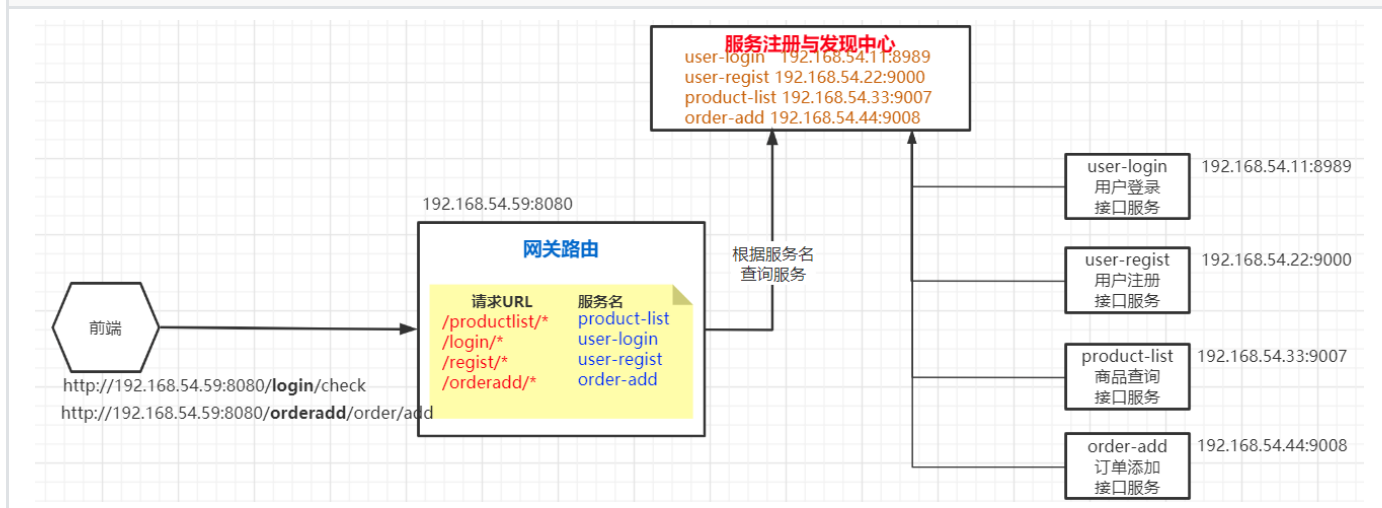 服务注册与发现中心
user-login 192.168.54.11:8989
user-regist 192.168.54.22:9000
product-list 192.168.54.33:9007
order-add 192.168.54.44:9008
192.168.54.59:8080
网关路由
请求URL 服务名
/productlist/* product-list
/login/* user-login
/regist/* user-regist
/orderadd/* order-add
前端
http://192.168.54.59:8080/login/check
http://192.168.54.59:8080/orderadd/order/add
根据服务名
查询服务
user-login
用户登录
接口服务
192.168.54.11:8989
user-regist
用户注册
接口服务
192.168.54.22:9000
product-list
商品查询
接口服务
192.168.54.33:9007
order-add
订单添加
接口服务
192.168.54.44:9008